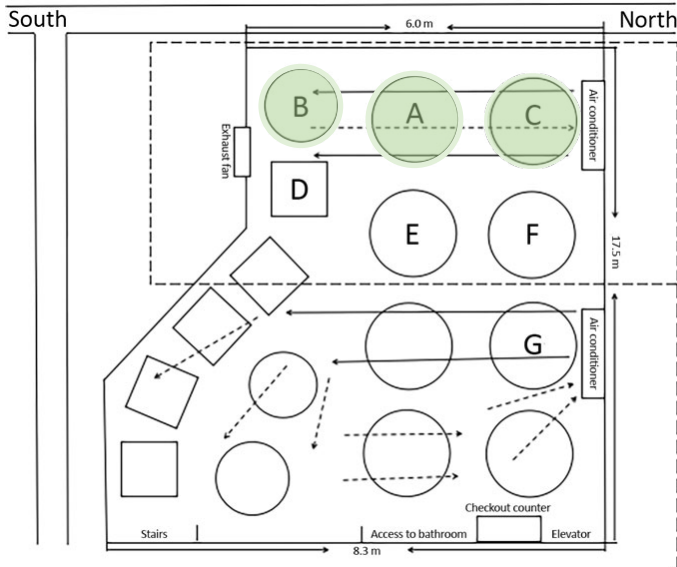 South
North
6.0 m
B
A
C
Air conditioner
Exhaust fan
D
E
F
17.5 m
G
Air conditioner
Checkout counter
Stairs
Access to bathroom
Elevator
8.3 m